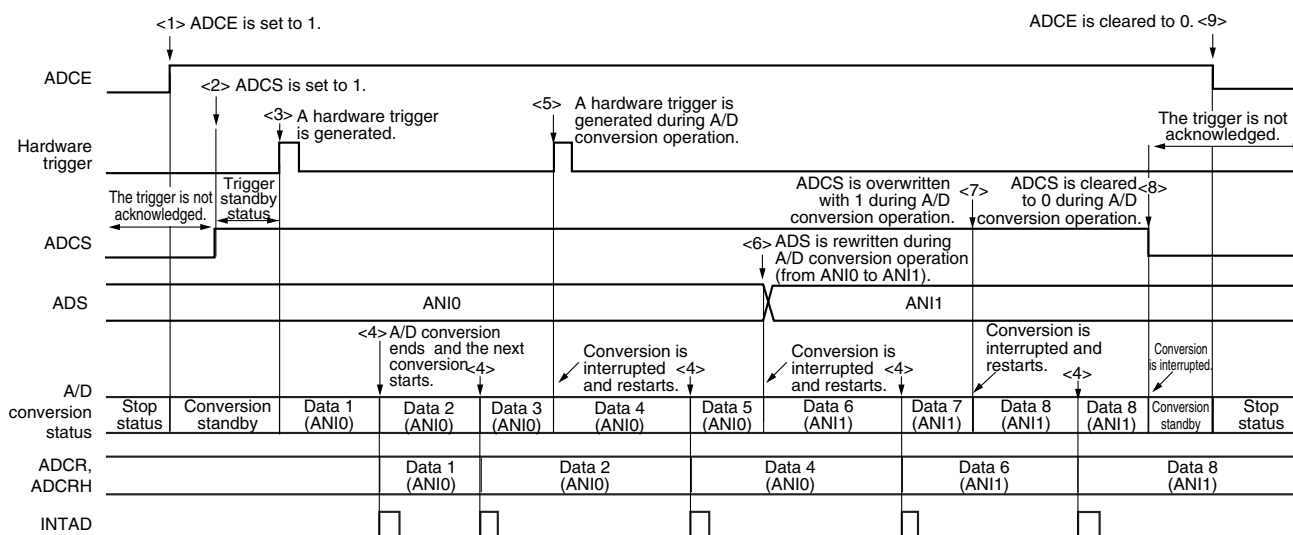 <1> ADCE is set to 1.
ADCE is cleared to 0. <9>
ADCE
<2> ADCS is set to 1.
<3> A hardware trigger
is generated.
<5> A hardware trigger is
generated during A/D
conversion operation.
The trigger is not
acknowledged.
Hardware
trigger
The trigger is not
acknowledged.
Trigger
standby
status
ADCS is overwritten
with 1 during A/D
conversion operation.
<7>
ADCS is cleared
to 0 during A/D
conversion operation.
<8>
ADCS
<6> ADS is rewritten during
A/D conversion operation
(from ANI0 to ANI1).
ADS
ANI0
ANI1
<4> A/D conversion
ends and the next
conversion
starts.
<4>
Conversion is
interrupted
and restarts.
<4>
Conversion is
interrupted
and restarts.
<4>
Conversion is
interrupted and
restarts.
<4>
Conversion
is interrupted.
A/D
conversion
status
Stop
status
Conversion
standby
Data 1
(ANI0)
Data 2
(ANI0)
Data 3
(ANI0)
Data 4
(ANI0)
Data 5
(ANI0)
Data 6
(ANI1)
Data 7
(ANI1)
Data 8
(ANI1)
Data 8
(ANI1)
Conversion
standby
Stop
status
ADCR,
ADCRH
Data 1
(ANI0)
Data 2
(ANI0)
Data 4
(ANI0)
Data 6
(ANI1)
Data 8
(ANI1)
INTAD